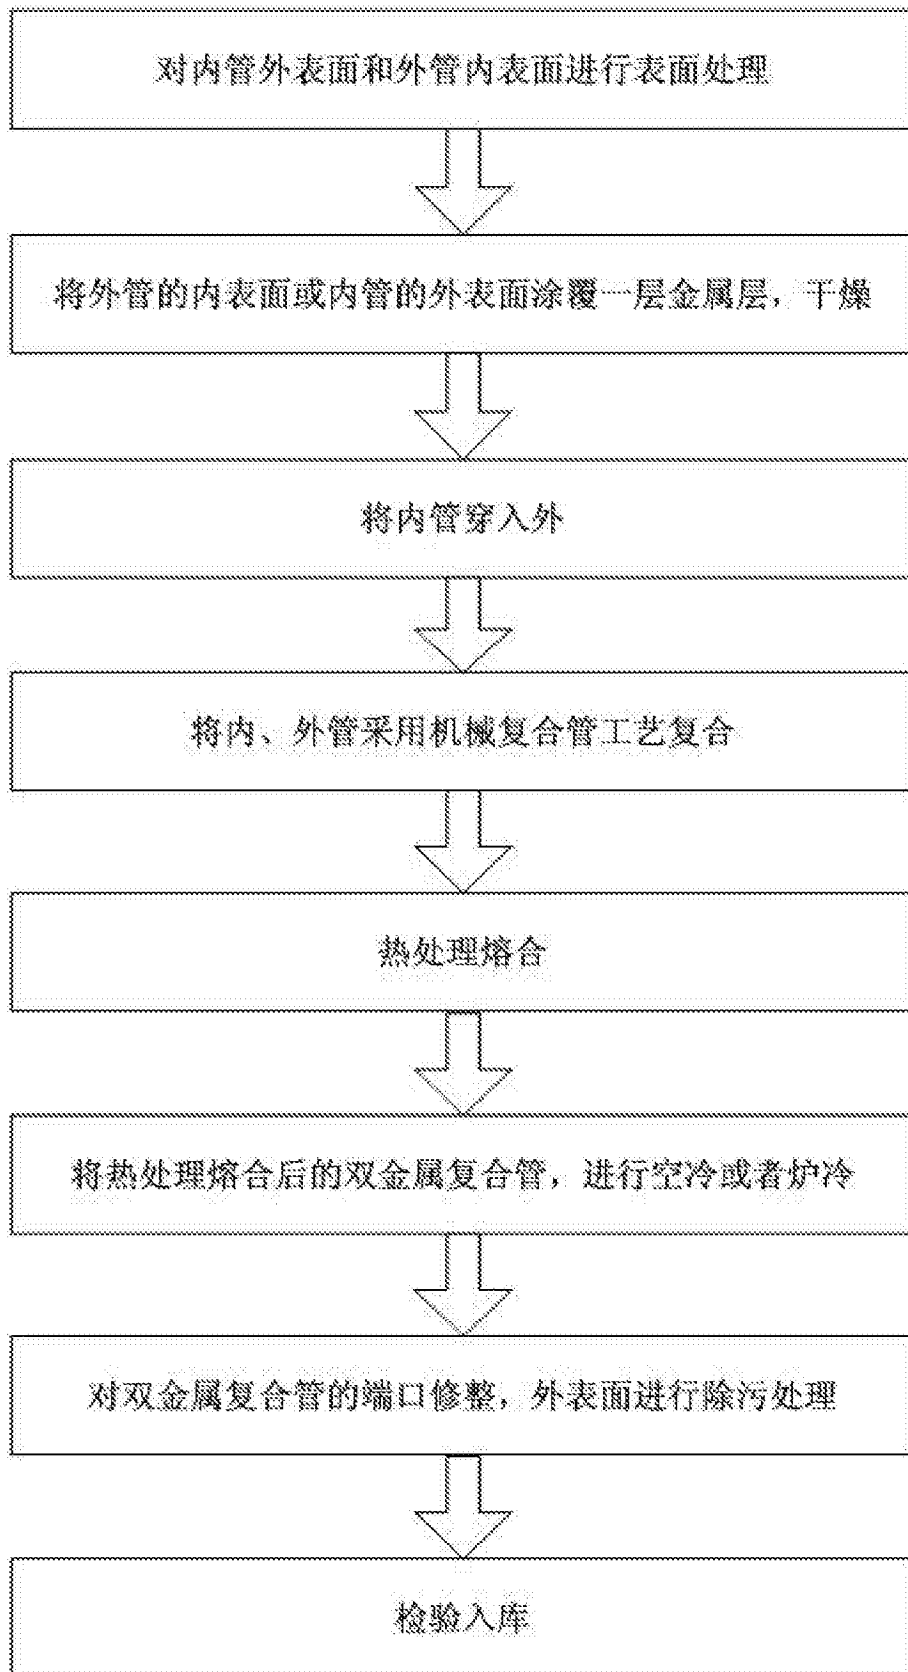 对内管外表面和外管内表面进行表面处理
将外管的内表面或内管的外表面涂覆一层金属层，干燥
将内管穿入外
将内、外管采用机械复合管工艺复合
热处理熔合
将热处理熔合后的双金属复合管，进行空冷或者炉冷
对双金属复合管的端口修整，外表面进行除污处理
检验入库